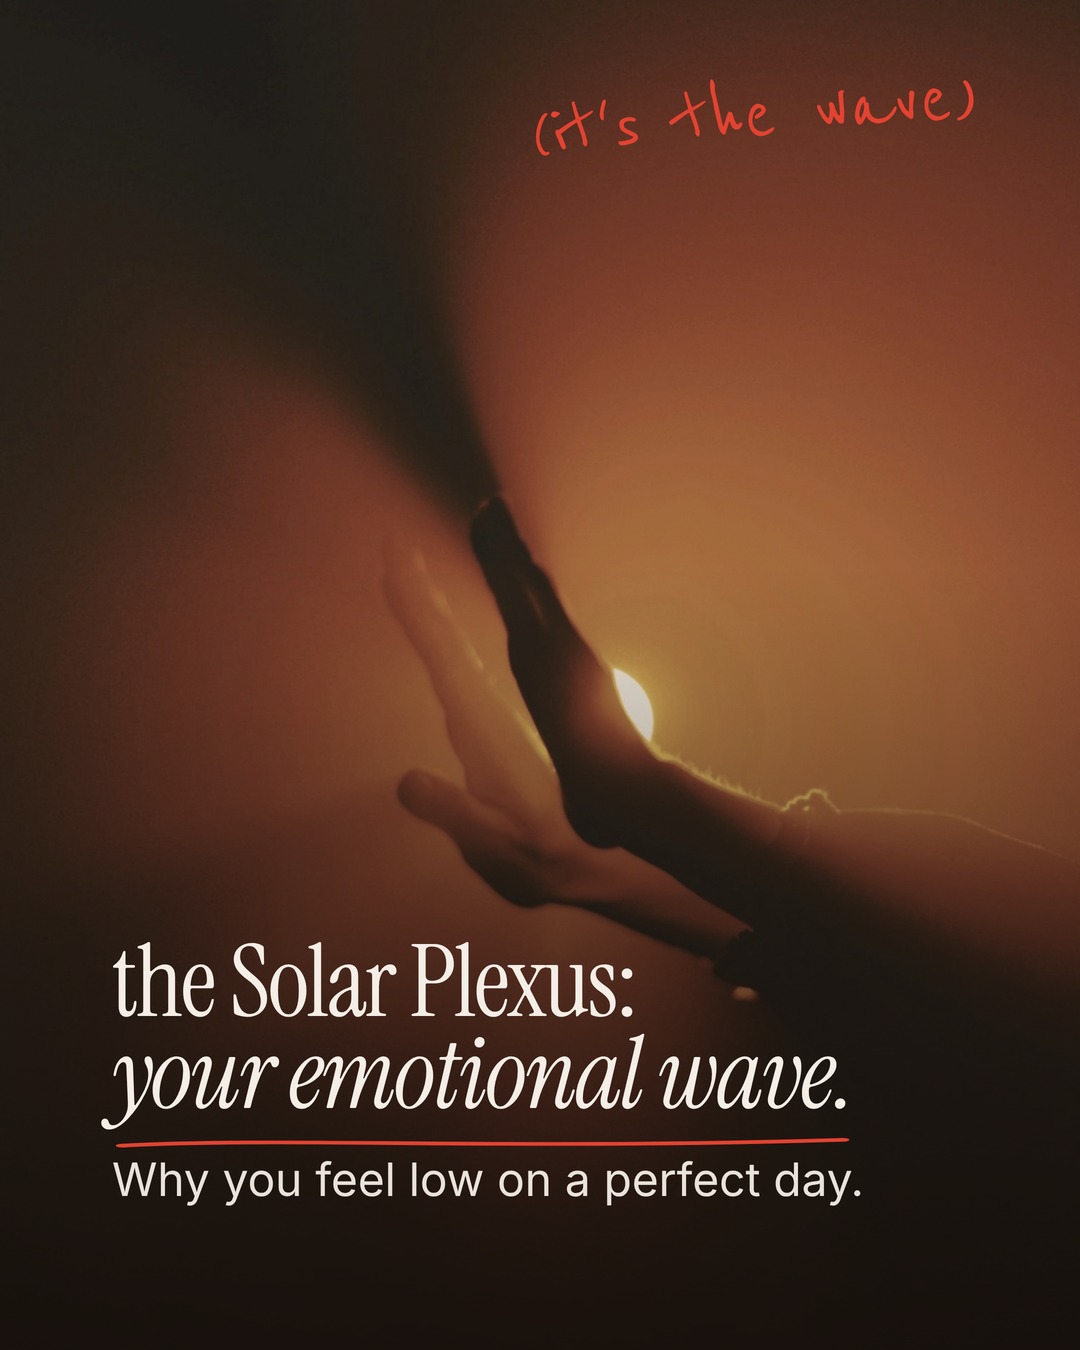 (it's the wave)
the Solar Plexus:
your emotional wave.
Why you feel low on a perfect day.